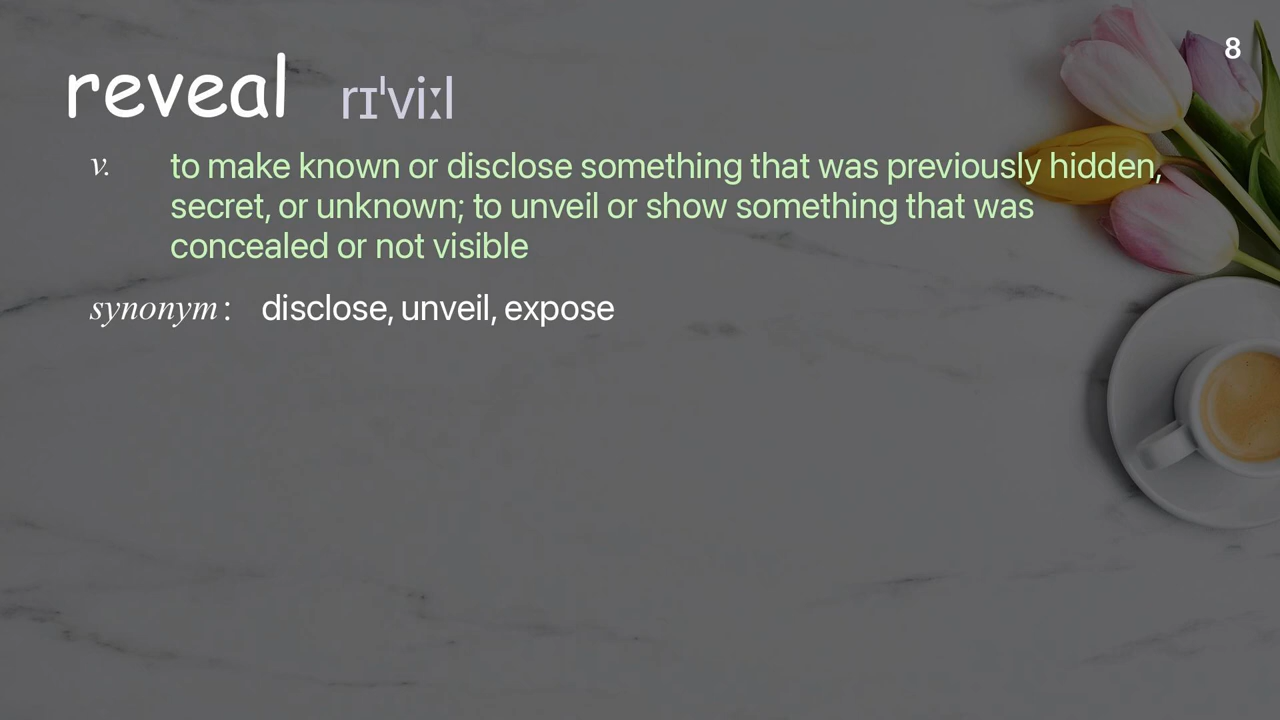 8
reveal rɪˈviːl
v. to make known or disclose something that was previously hidden,
secret, or unknown; to unveil or show something that was
concealed or not visible
synonym: disclose, unveil, expose